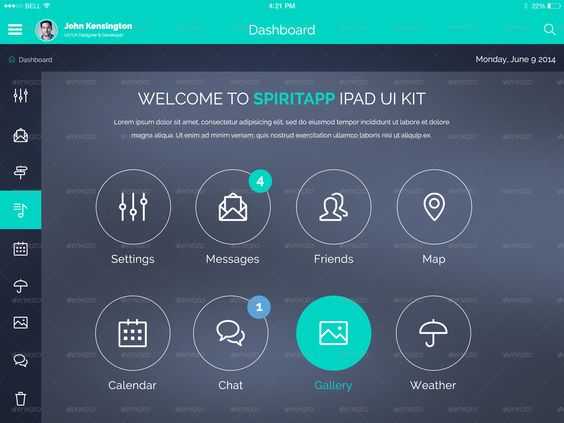 BELL
4:21 PM
22%
John Kensington
UI/UX Designer & Developer
Dashboard
Dashboard
Monday, June 9 2014
WELCOME TO SPIRITAPP IPAD UI KIT
Lorem ipsum dolor sit amet, consectetur adipisicing elit, sed do eiusmod tempor incididunt ut labore et dolore
magna aliqua. Ut enim ad minim veniam, quis nostrud exercitation ullamco laboris nisi ut aliquip ex.
4
Settings
Messages
Friends
Map
1
Calendar
Chat
Gallery
Weather
envato